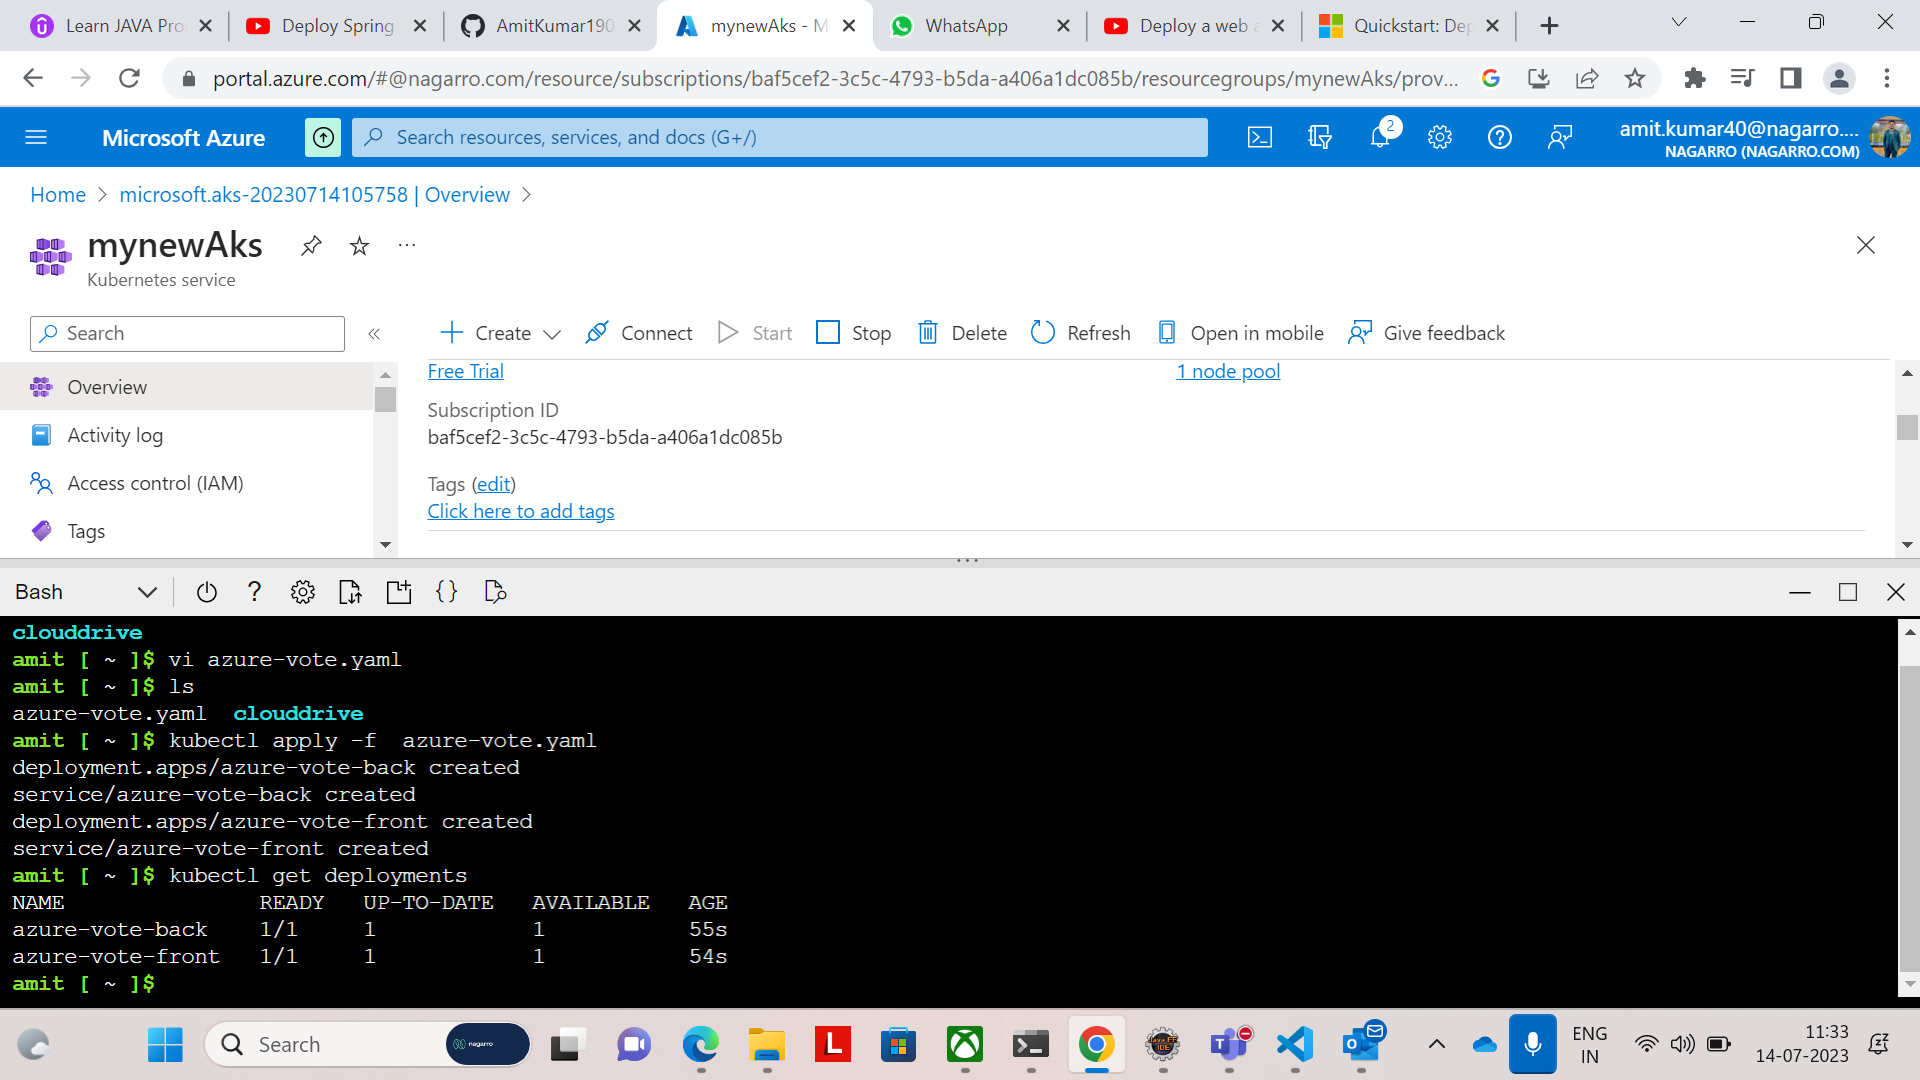 Learn JAVA Pro
Deploy Spring
AmitKumar190
mynewAks - M
WhatsApp
Deploy a web a
Quickstart: Dep
portal.azure.com/#@nagarro.com/resource/subscriptions/baf5cef2-3c5c-4793-b5da-a406a1dc085b/resourcegroups/mynewAks/prov...
Microsoft Azure
Search resources, services, and docs (G+/)
2
amit.kumar40@nagarro....
NAGARRO (NAGARRO.COM)
Home > microsoft.aks-20230714105758 | Overview >
mynewAks
Kubernetes service
Search
«
Create
Connect
Start
Stop
Delete
Refresh
Open in mobile
Give feedback
Overview
Activity log
Access control (IAM)
Tags
Free Trial
1 node pool
Subscription ID
baf5cef2-3c5c-4793-b5da-a406a1dc085b
Tags (edit)
Click here to add tags
Bash
clouddrive
amit [ ~ ]$ vi azure-vote.yaml
amit [ ~ ]$ ls
azure-vote.yaml  clouddrive
amit [ ~ ]$ kubectl apply -f  azure-vote.yaml
deployment.apps/azure-vote-back created
service/azure-vote-back created
deployment.apps/azure-vote-front created
service/azure-vote-front created
amit [ ~ ]$ kubectl get deployments
NAME               READY   UP-TO-DATE   AVAILABLE   AGE
azure-vote-back    1/1     1            1           55s
azure-vote-front   1/1     1            1           54s
amit [ ~ ]$
Search
nagarro
ENG
IN
11:33
14-07-2023